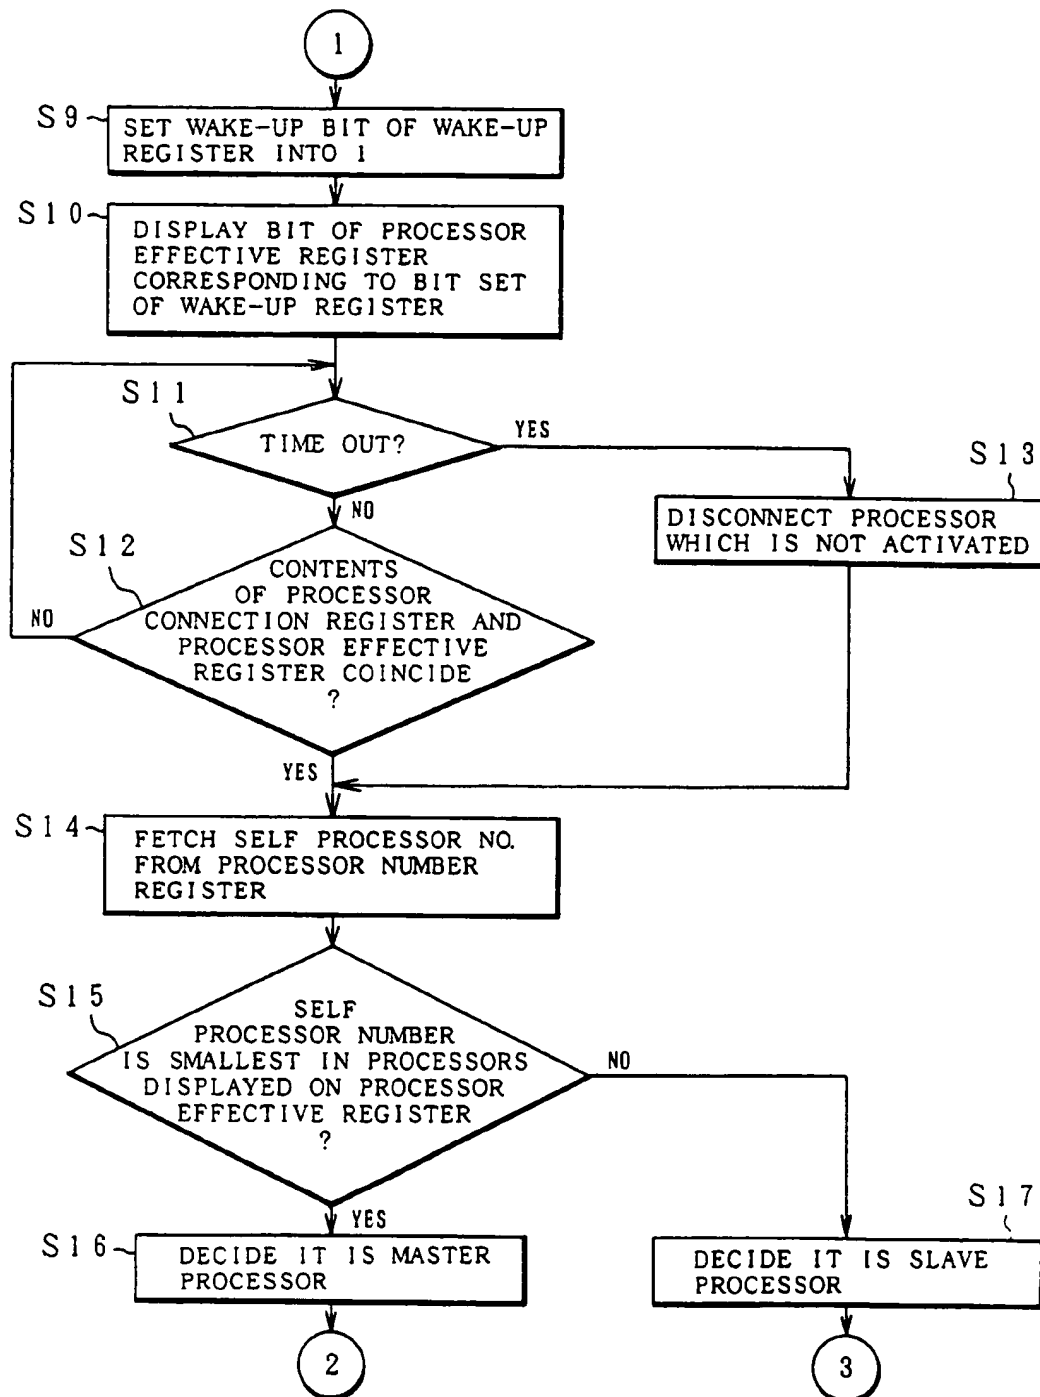 1
S9
SET WAKE-UP BIT OF WAKE-UP
REGISTER INTO 1
S10
DISPLAY BIT OF PROCESSOR
EFFECTIVE REGISTER
CORRESPONDING TO BIT SET
OF WAKE-UP REGISTER
S11
TIME OUT?
YES
NO
S13
DISCONNECT PROCESSOR
WHICH IS NOT ACTIVATED
S12
CONTENTS
OF PROCESSOR
CONNECTION REGISTER AND
PROCESSOR EFFECTIVE
REGISTER COINCIDE
?
NO
YES
S14
FETCH SELF PROCESSOR NO.
FROM PROCESSOR NUMBER
REGISTER
S15
SELF
PROCESSOR NUMBER
IS SMALLEST IN PROCESSORS
DISPLAYED ON PROCESSOR
EFFECTIVE REGISTER
?
NO
YES
S16
DECIDE IT IS MASTER
PROCESSOR
S17
DECIDE IT IS SLAVE
PROCESSOR
2
3